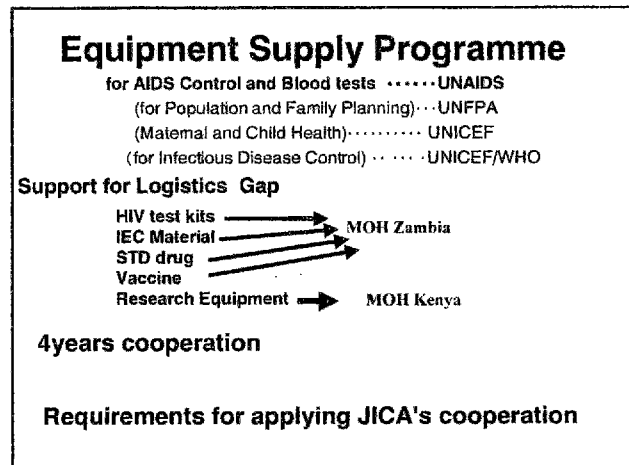 Equipment Supply Programme
for AIDS Control and Blood tests ······UNAIDS
(for Population and Family Planning)···UNFPA
(Maternal and Child Health)·········· UNICEF
(for Infectious Disease Control) ·· ·· ···UNICEF/WHO
Support for Logistics Gap
HIV test kits
IEC Material
MOH Zambia
STD drug
Vaccine
Research Equipment MOH Kenya
4years cooperation
Requirements for applying JICA's cooperation